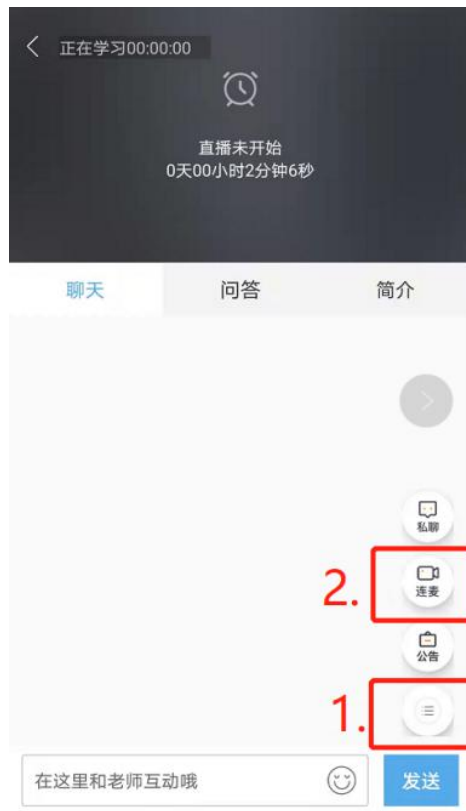 正在学习00:00:00
直播未开始
0天00小时2分钟6秒
聊天 问答 简介
私聊
2.
连麦
公告
1.
在这里和老师互动哦 发送